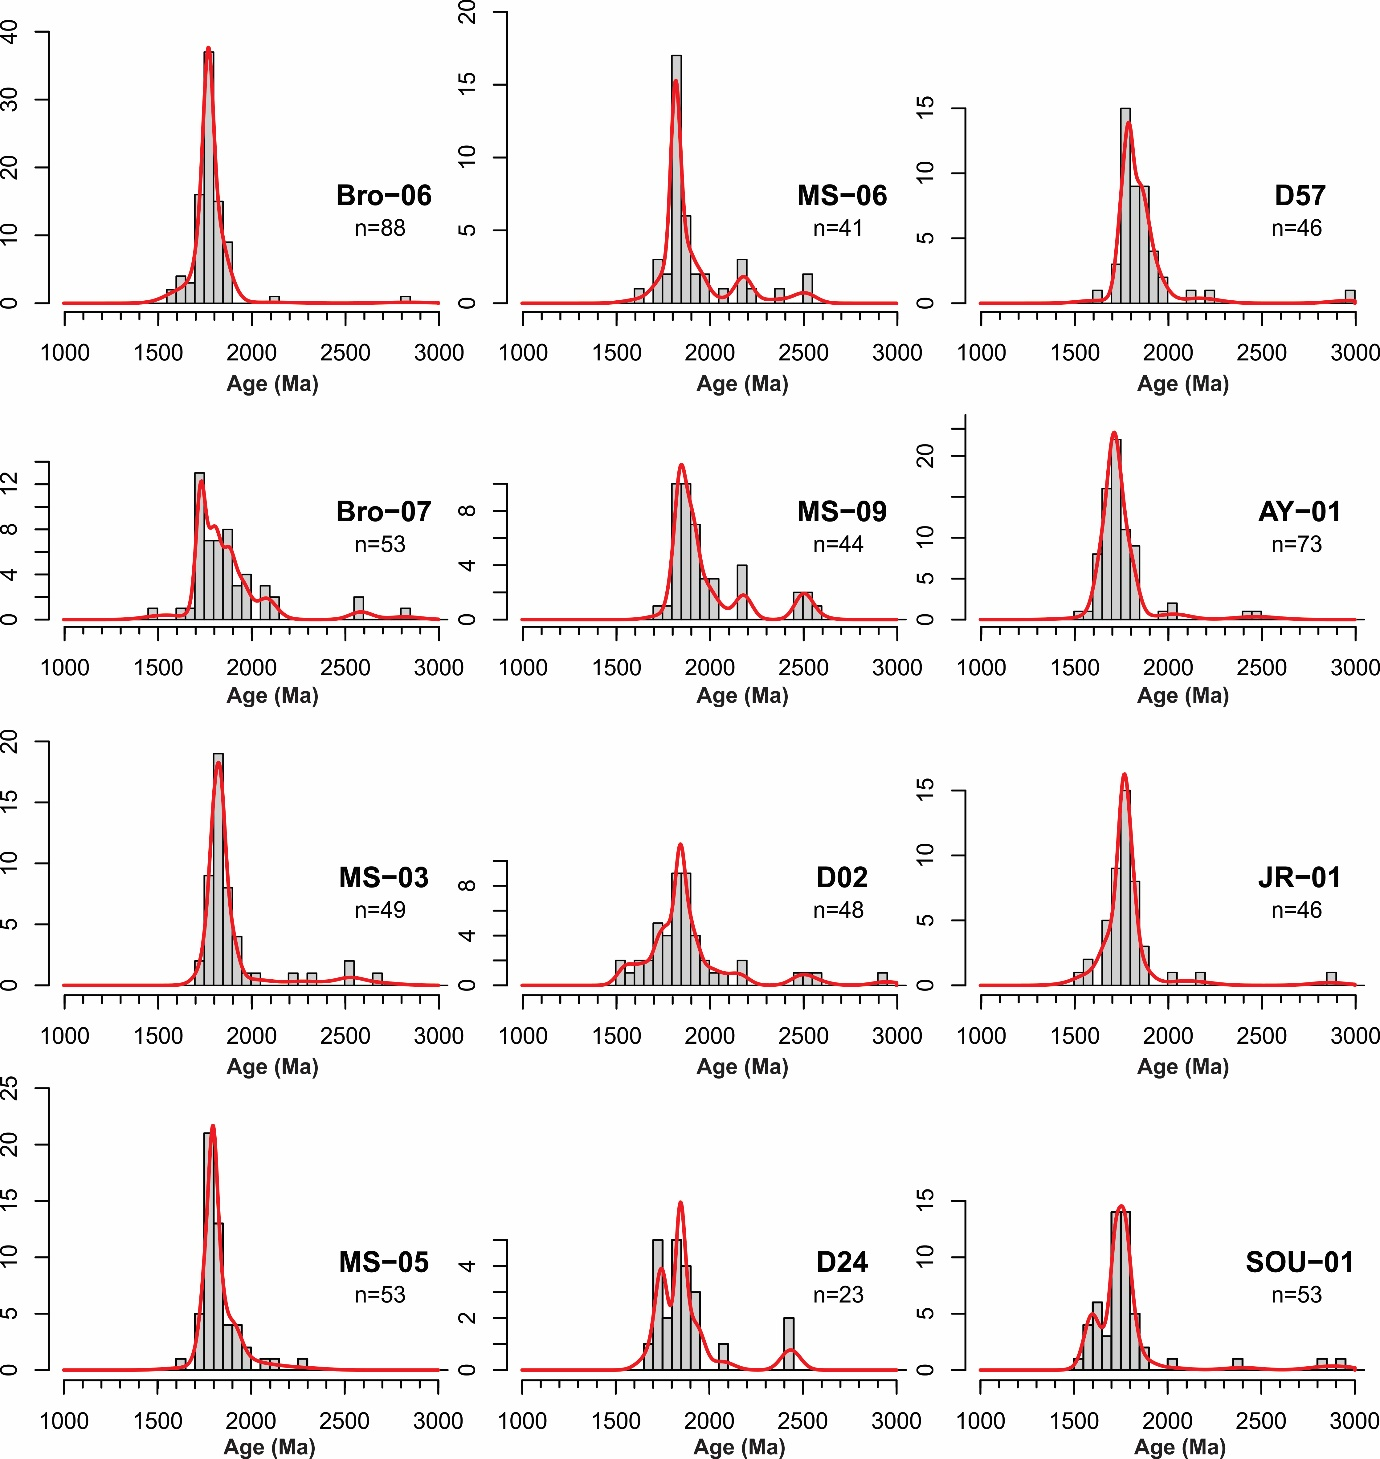 40
30
20
10
0
Bro−06
n=88
1000 1500 2000 2500 3000
Age (Ma)
20
15
10
5
0
MS−06
n=41
1000 1500 2000 2500 3000
Age (Ma)
15
10
5
0
D57
n=46
1000 1500 2000 2500 3000
Age (Ma)
12
8
4
0
Bro−07
n=53
1000 1500 2000 2500 3000
Age (Ma)
8
4
0
MS−09
n=44
1000 1500 2000 2500 3000
Age (Ma)
20
10
5
0
AY−01
n=73
1000 1500 2000 2500 3000
Age (Ma)
20
15
10
5
0
MS−03
n=49
1000 1500 2000 2500 3000
Age (Ma)
8
4
0
D02
n=48
1000 1500 2000 2500 3000
Age (Ma)
15
10
5
0
JR−01
n=46
1000 1500 2000 2500 3000
Age (Ma)
25
20
15
10
5
0
MS−05
n=53
1000 1500 2000 2500 3000
Age (Ma)
4
2
0
D24
n=23
1000 1500 2000 2500 3000
Age (Ma)
15
10
5
0
SOU−01
n=53
1000 1500 2000 2500 3000
Age (Ma)